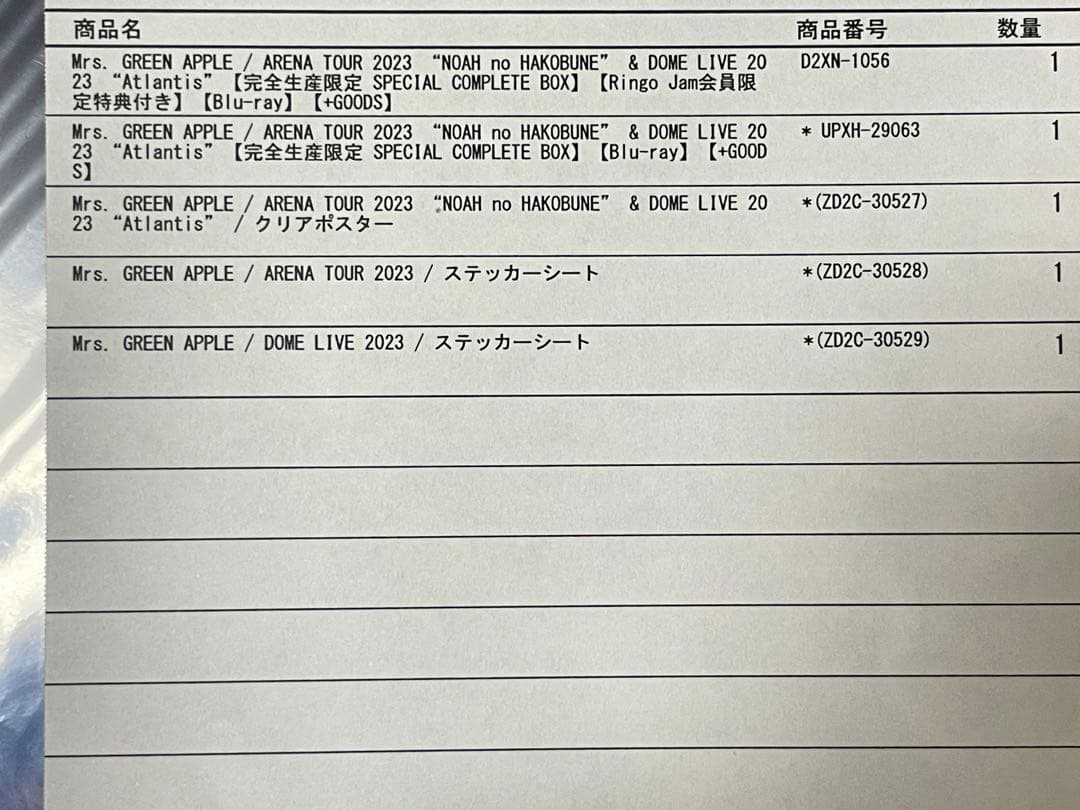 商品名 商品番号 数量
Mrs. GREEN APPLE / ARENA TOUR 2023 “NOAH no HAKOBUNE” & DOME LIVE 20 D2XN-1056 1
23 “Atlantis” 【完全生産限定 SPECIAL COMPLETE BOX】【Ringo Jam会員限
定特典付き】【Blu-ray】【+GOODS】
Mrs. GREEN APPLE / ARENA TOUR 2023 “NOAH no HAKOBUNE” & DOME LIVE 20 * UPXH-29063 1
23 “Atlantis” 【完全生産限定 SPECIAL COMPLETE BOX】【Blu-ray】【+GOOD
S】
Mrs. GREEN APPLE / ARENA TOUR 2023 “NOAH no HAKOBUNE” & DOME LIVE 20 *(ZD2C-30527) 1
23 “Atlantis” / クリアポスター
Mrs. GREEN APPLE / ARENA TOUR 2023 / ステッカーシート *(ZD2C-30528) 1
Mrs. GREEN APPLE / DOME LIVE 2023 / ステッカーシート *(ZD2C-30529) 1